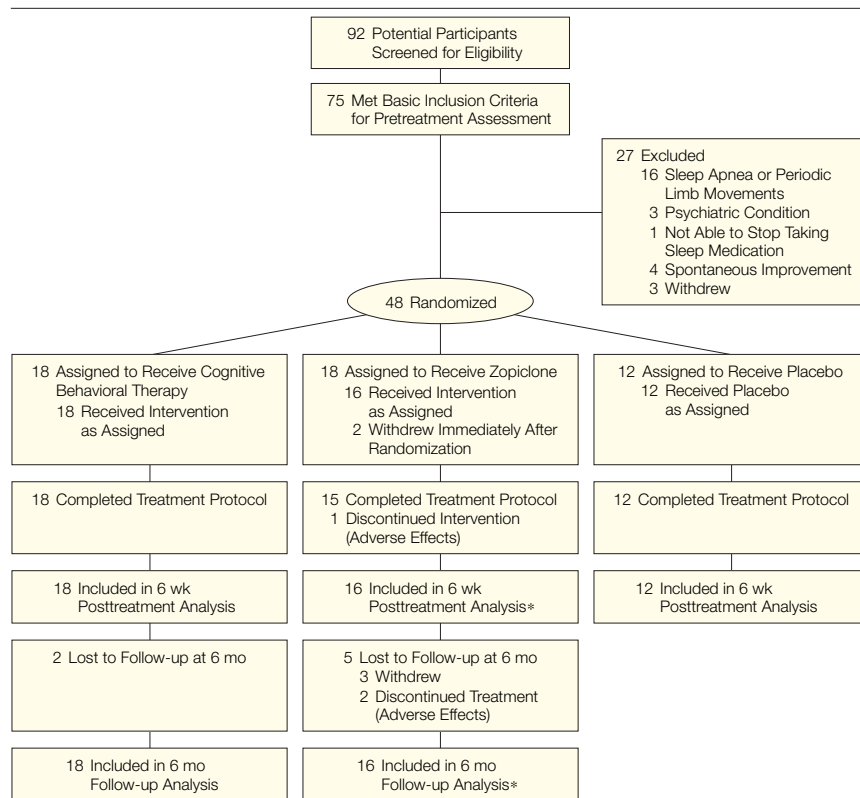 92 Potential Participants
Screened for Eligibility
75 Met Basic Inclusion Criteria
for Pretreatment Assessment
27 Excluded
16 Sleep Apnea or Periodic
Limb Movements
3 Psychiatric Condition
1 Not Able to Stop Taking
Sleep Medication
4 Spontaneous Improvement
3 Withdrew
48 Randomized
18 Assigned to Receive Cognitive
Behavioral Therapy
18 Received Intervention
as Assigned
18 Assigned to Receive Zopiclone
16 Received Intervention
as Assigned
2 Withdrew Immediately After
Randomization
12 Assigned to Receive Placebo
12 Received Placebo
as Assigned
18 Completed Treatment Protocol
15 Completed Treatment Protocol
1 Discontinued Intervention
(Adverse Effects)
12 Completed Treatment Protocol
18 Included in 6 wk
Posttreatment Analysis
16 Included in 6 wk
Posttreatment Analysis*
12 Included in 6 wk
Posttreatment Analysis
2 Lost to Follow-up at 6 mo
5 Lost to Follow-up at 6 mo
3 Withdrew
2 Discontinued Treatment
(Adverse Effects)
18 Included in 6 mo
Follow-up Analysis
16 Included in 6 mo
Follow-up Analysis*